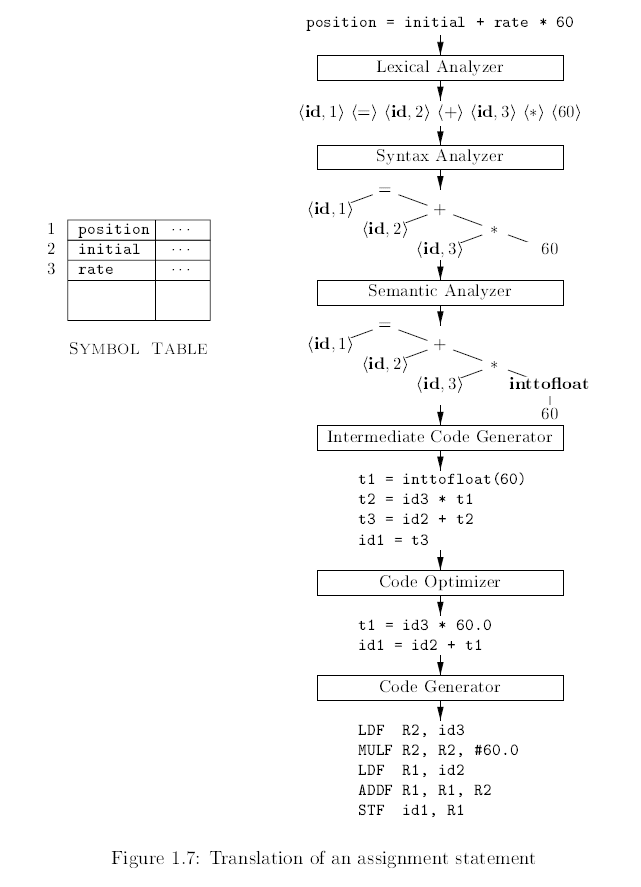 position = initial + rate * 60
Lexical Analyzer
⟨id, 1⟩ ⟨=⟩ ⟨id, 2⟩ ⟨+⟩ ⟨id, 3⟩ ⟨*⟩ ⟨60⟩
Syntax Analyzer
=
⟨id, 1⟩ +
⟨id, 2⟩ *
⟨id, 3⟩ 60
1 position ···
2 initial ···
3 rate ···
SYMBOL TABLE
Semantic Analyzer
=
⟨id, 1⟩ +
⟨id, 2⟩ *
⟨id, 3⟩ inttofloat
60
Intermediate Code Generator
t1 = inttofloat(60)
t2 = id3 * t1
t3 = id2 + t2
id1 = t3
Code Optimizer
t1 = id3 * 60.0
id1 = id2 + t1
Code Generator
LDF R2, id3
MULF R2, R2, #60.0
LDF R1, id2
ADDF R1, R1, R2
STF id1, R1
Figure 1.7: Translation of an assignment statement